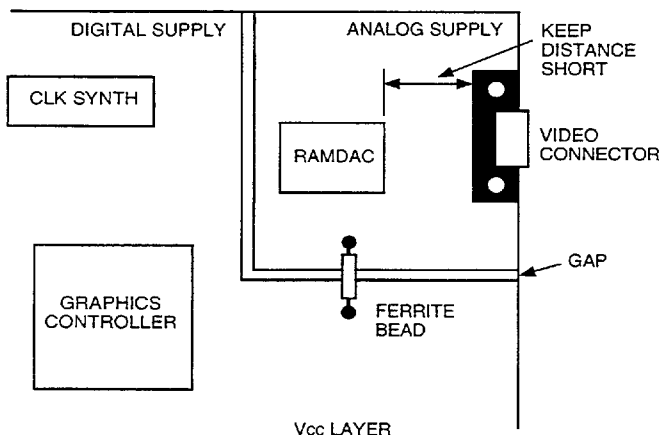 DIGITAL SUPPLY
ANALOG SUPPLY
KEEP
DISTANCE
SHORT
CLK SYNTH
RAMDAC
VIDEO
CONNECTOR
GAP
GRAPHICS
CONTROLLER
FERRITE
BEAD
Vcc LAYER